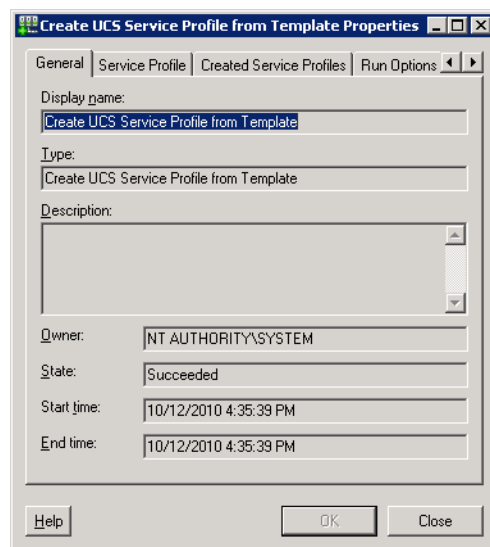 Create UCS Service Profile from Template Properties
General Service Profile Created Service Profiles Run Options
Display name:
Create UCS Service Profile from Template
Type:
Create UCS Service Profile from Template
Description:
Owner: NT AUTHORITY\SYSTEM
State: Succeeded
Start time: 10/12/2010 4:35:39 PM
End time: 10/12/2010 4:35:39 PM
Help OK Close